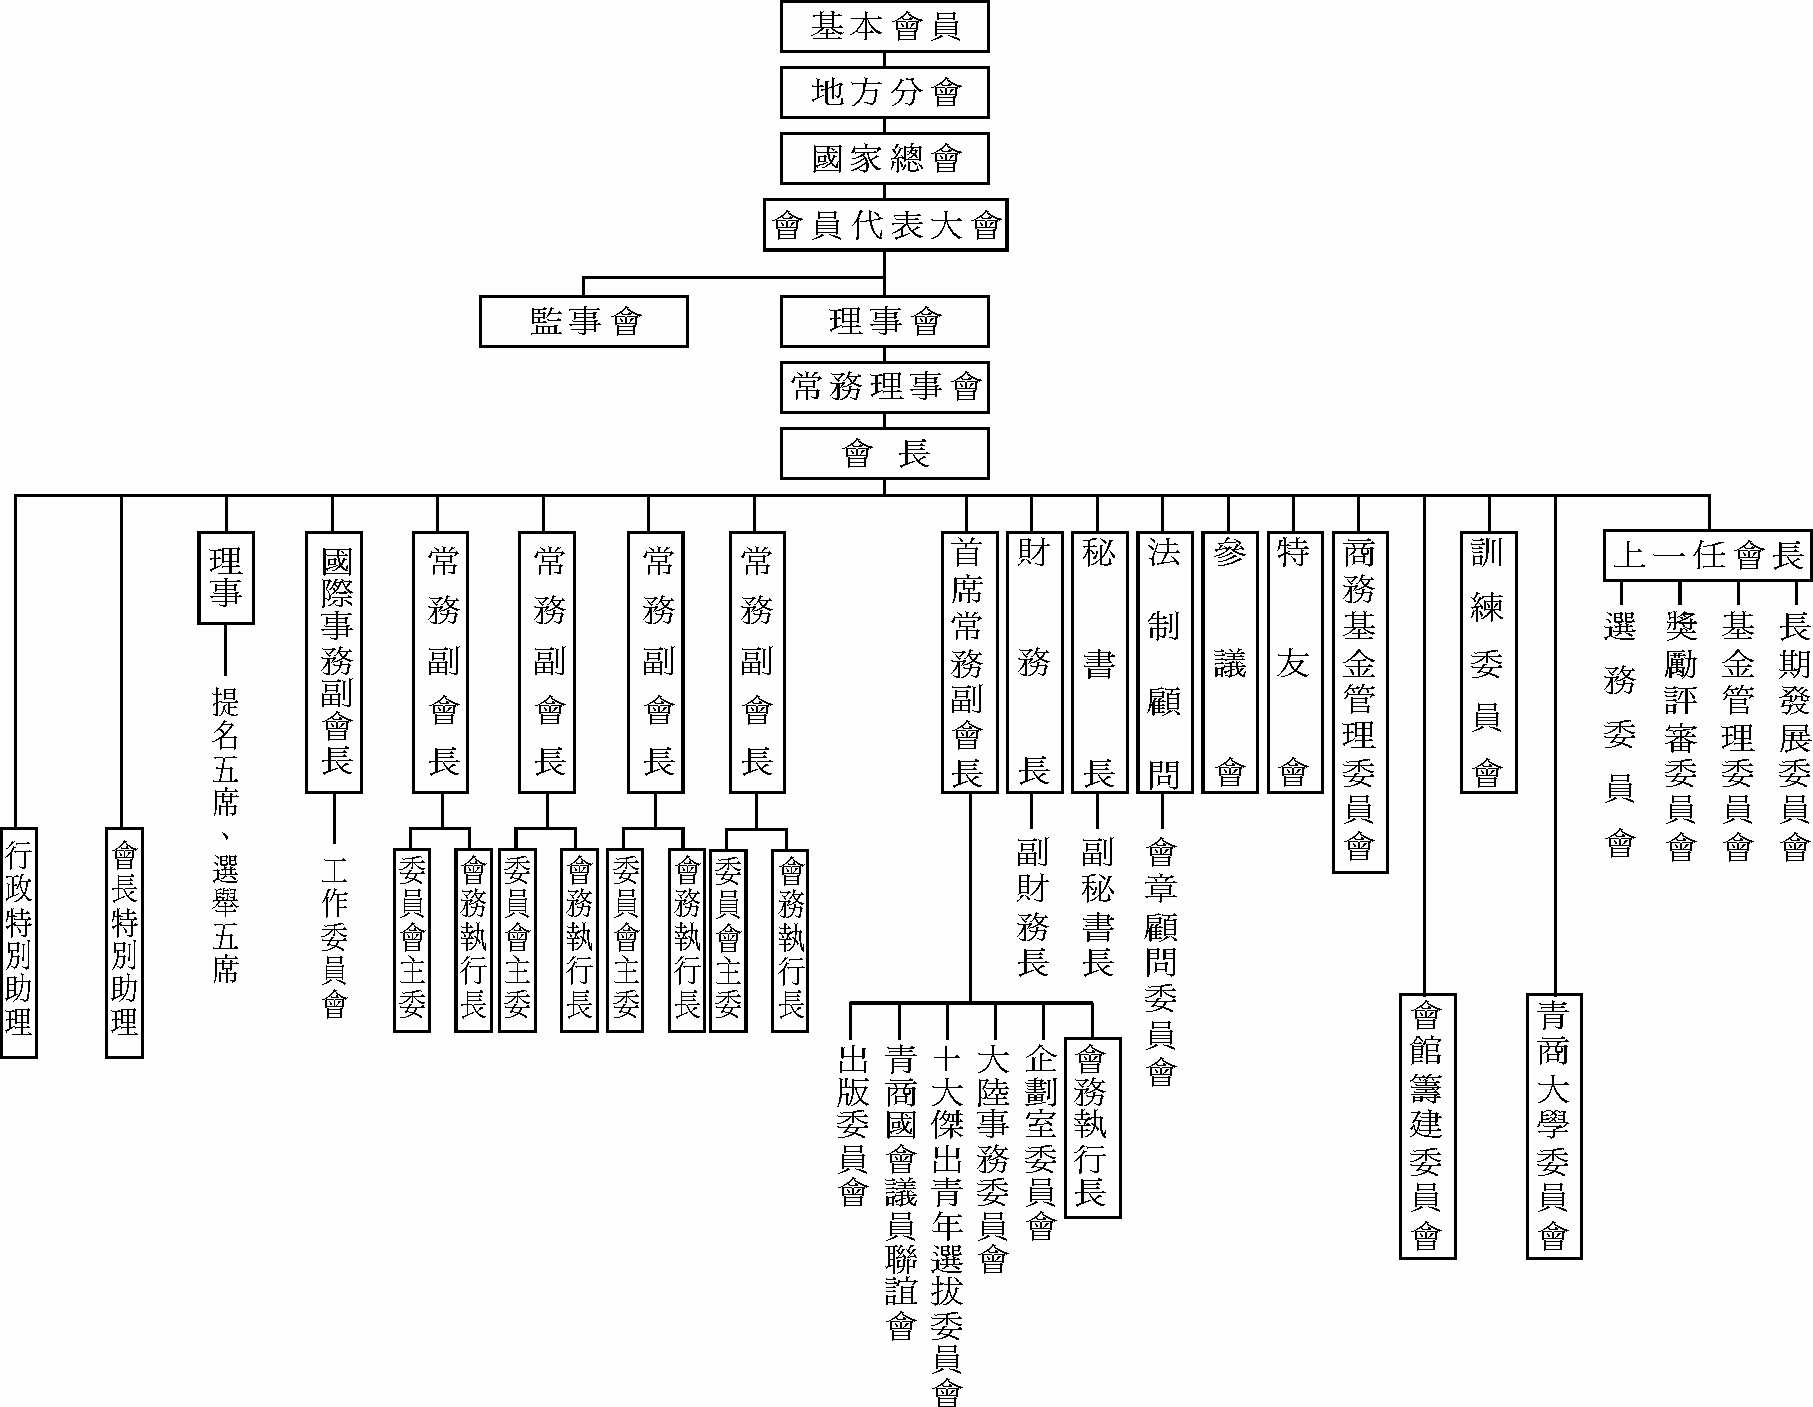 基本會員
地方分會
國家總會
會員代表大會
監事會
理事會
常務理事會
會長
行政特別助理
會長特別助理
理事
提名五席、選舉五席
國際事務副會長
工作委員會
常務副會長
委員會主委
會務執行長
常務副會長
委員會主委
會務執行長
常務副會長
委員會主委
會務執行長
常務副會長
委員會主委
會務執行長
首席常務副會長
出版委員會
青商國會議員聯誼會
十大傑出青年選拔委員會
大陸事務委員會
企劃室委員會
會務執行長
財務長
副財務長
秘書長
副秘書長
法制顧問
會章顧問委員會
參議會
特友會
商務基金管理委員會
會館籌建委員會
訓練委員會
青商大學委員會
上一任會長
選務委員會
獎勵評審委員會
基金管理委員會
長期發展委員會